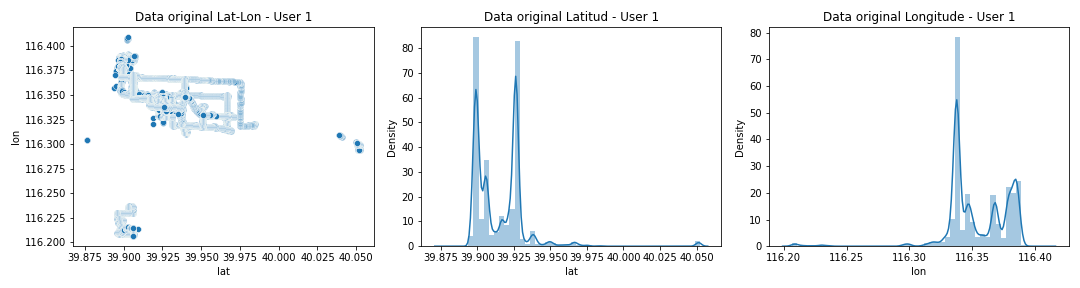 Data original Lat-Lon - User 1
116.400
116.375
116.350
116.325
116.300
116.275
116.250
116.225
116.200
lon
39.875 39.900 39.925 39.950 39.975 40.000 40.025 40.050
lat
Data original Latitud - User 1
80
70
60
50
40
30
20
10
0
Density
39.875 39.900 39.925 39.950 39.975 40.000 40.025 40.050
lat
Data original Longitude - User 1
80
70
60
50
40
30
20
10
0
Density
116.20 116.25 116.30 116.35 116.40
lon